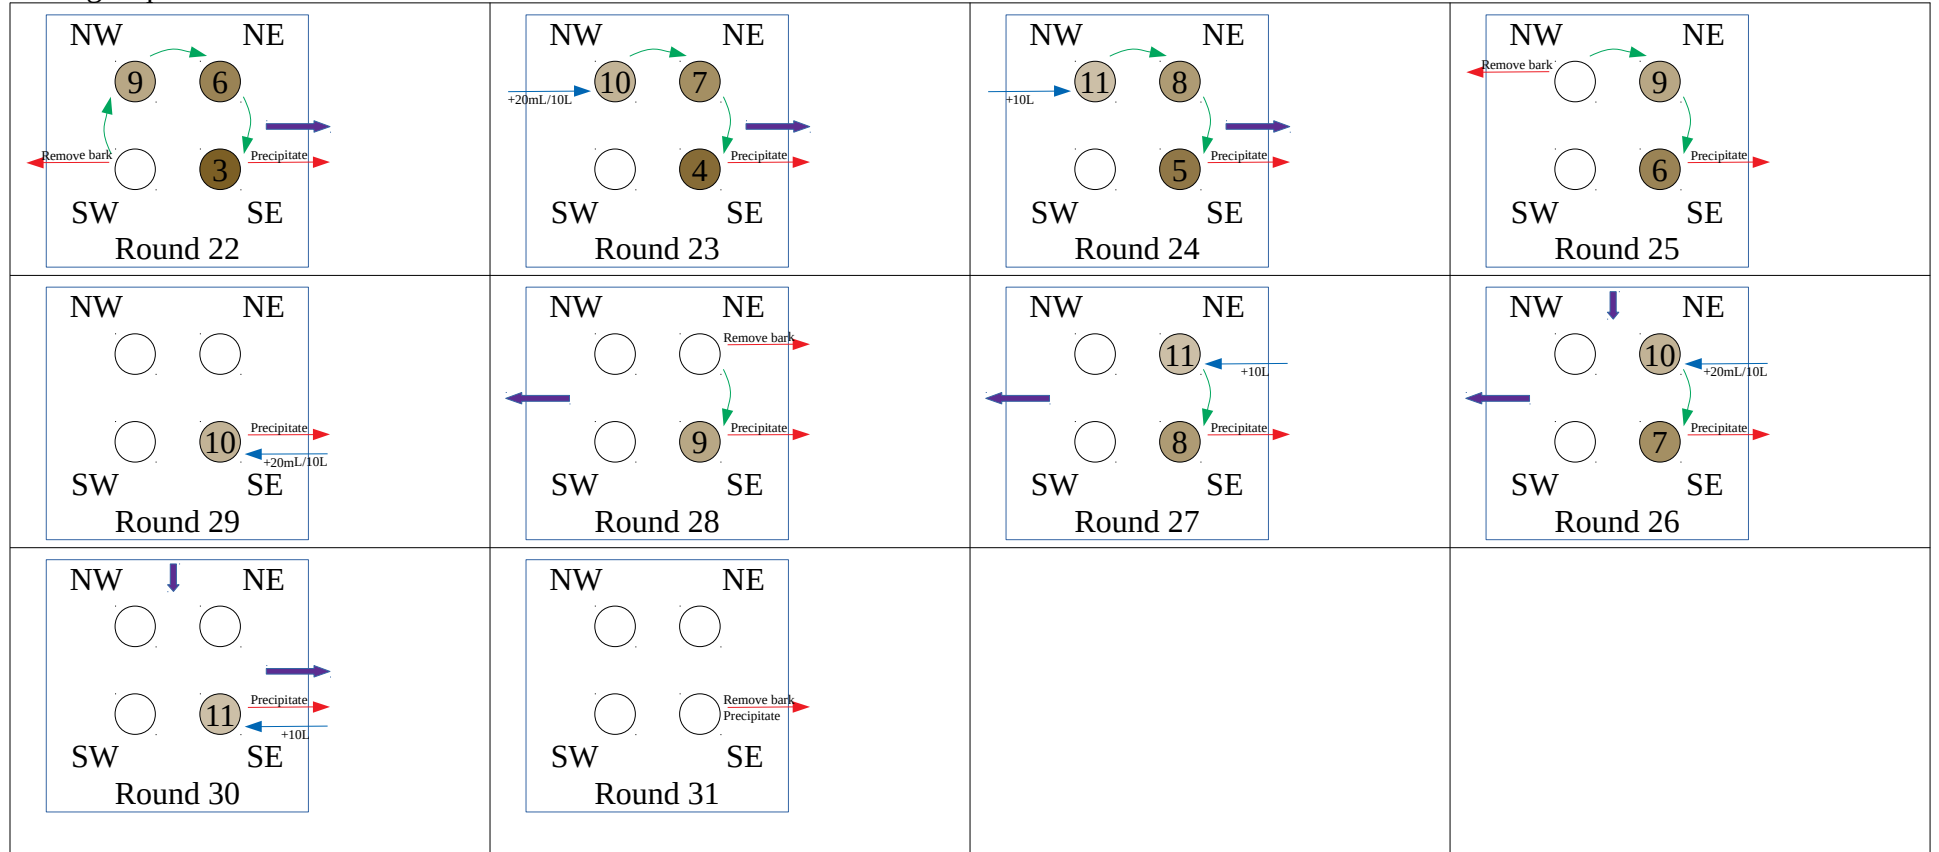 NW NE
9 6
Remove bark 3 Precipitate
SW SE
Round 22
NW NE
10 7
+20mL/10L
4 Precipitate
SW SE
Round 23
NW NE
11 8
+10L
5 Precipitate
SW SE
Round 24
NW NE
Remove bark 9
6 Precipitate
SW SE
Round 25
NW NE
10 Precipitate
+20mL/10L
SW SE
Round 29
NW NE
Remove bark
9 Precipitate
SW SE
Round 28
NW NE
11
+10L
8 Precipitate
SW SE
Round 27
NW NE
10
+20mL/10L
7 Precipitate
SW SE
Round 26
NW NE
11 Precipitate
+10L
SW SE
Round 30
NW NE
Remove bark
Precipitate
SW SE
Round 31